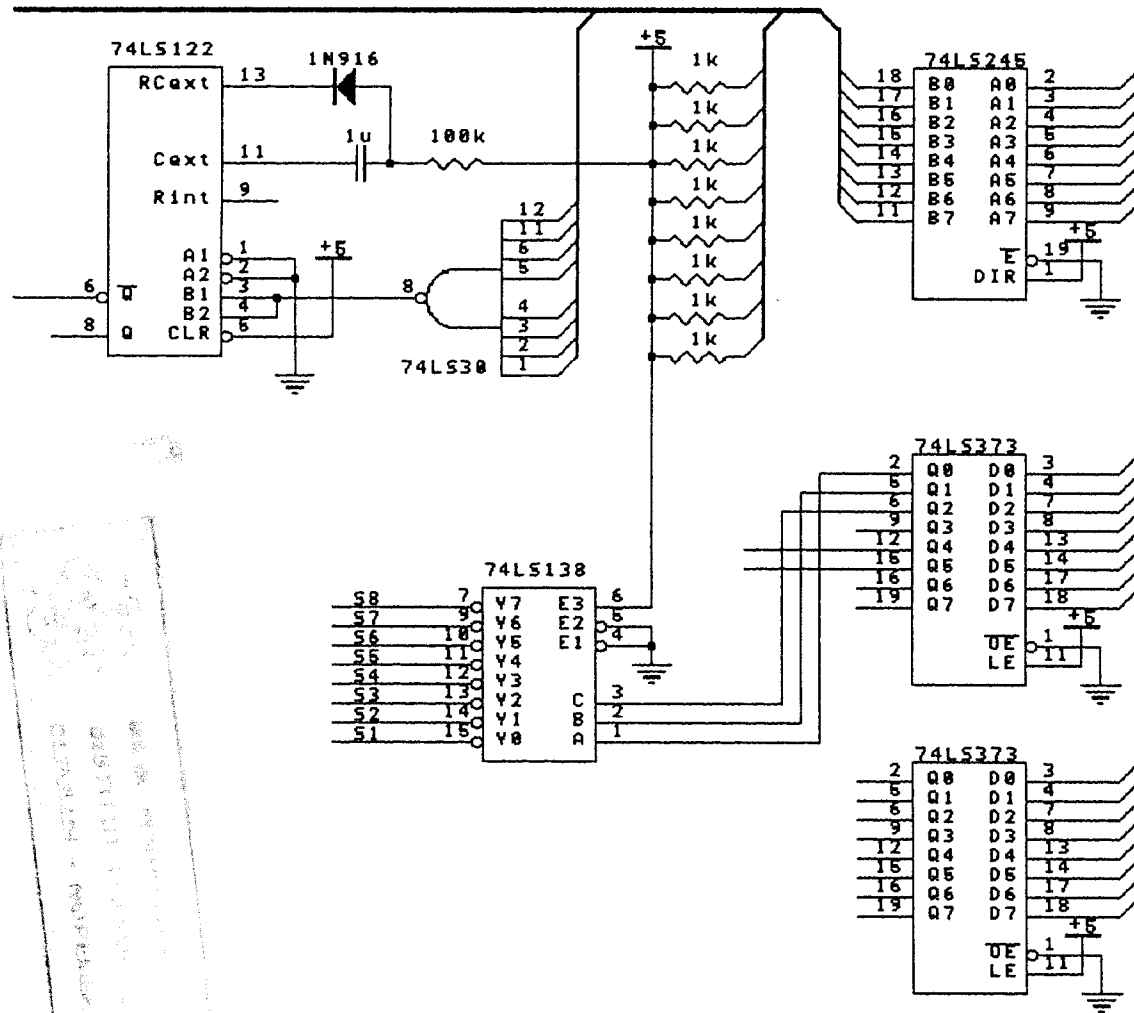 74LS122
RCext 13
1N916
Cext 11
1u
100k
Rint 9
A1 1
A2 2
B1 3
B2 4
CLR 5
6 Q
8 Q
+5
12
11
6
5
4
3
2
1
8
74LS30
+5
1k
1k
1k
1k
1k
1k
1k
1k
74LS245
18 B0 A0 2
17 B1 A1 3
16 B2 A2 4
15 B3 A3 5
14 B4 A4 6
13 B5 A5 7
12 B6 A6 8
11 B7 A7 9
+5
E 19
DIR 1
74LS373
2 Q0 D0 3
5 Q1 D1 4
6 Q2 D2 7
9 Q3 D3 8
12 Q4 D4 13
15 Q5 D5 14
16 Q6 D6 17
19 Q7 D7 18
+5
OE 1
LE 11
74LS138
S8 7 Y7 E3 6
S7 9 Y6 E2 5
S6 10 Y5 E1 4
S5 11 Y4
S4 12 Y3
S3 13 Y2 C 3
S2 14 Y1 B 2
S1 15 Y0 A 1
74LS373
2 Q0 D0 3
5 Q1 D1 4
6 Q2 D2 7
9 Q3 D3 8
12 Q4 D4 13
15 Q5 D5 14
16 Q6 D6 17
19 Q7 D7 18
+5
OE 1
LE 11